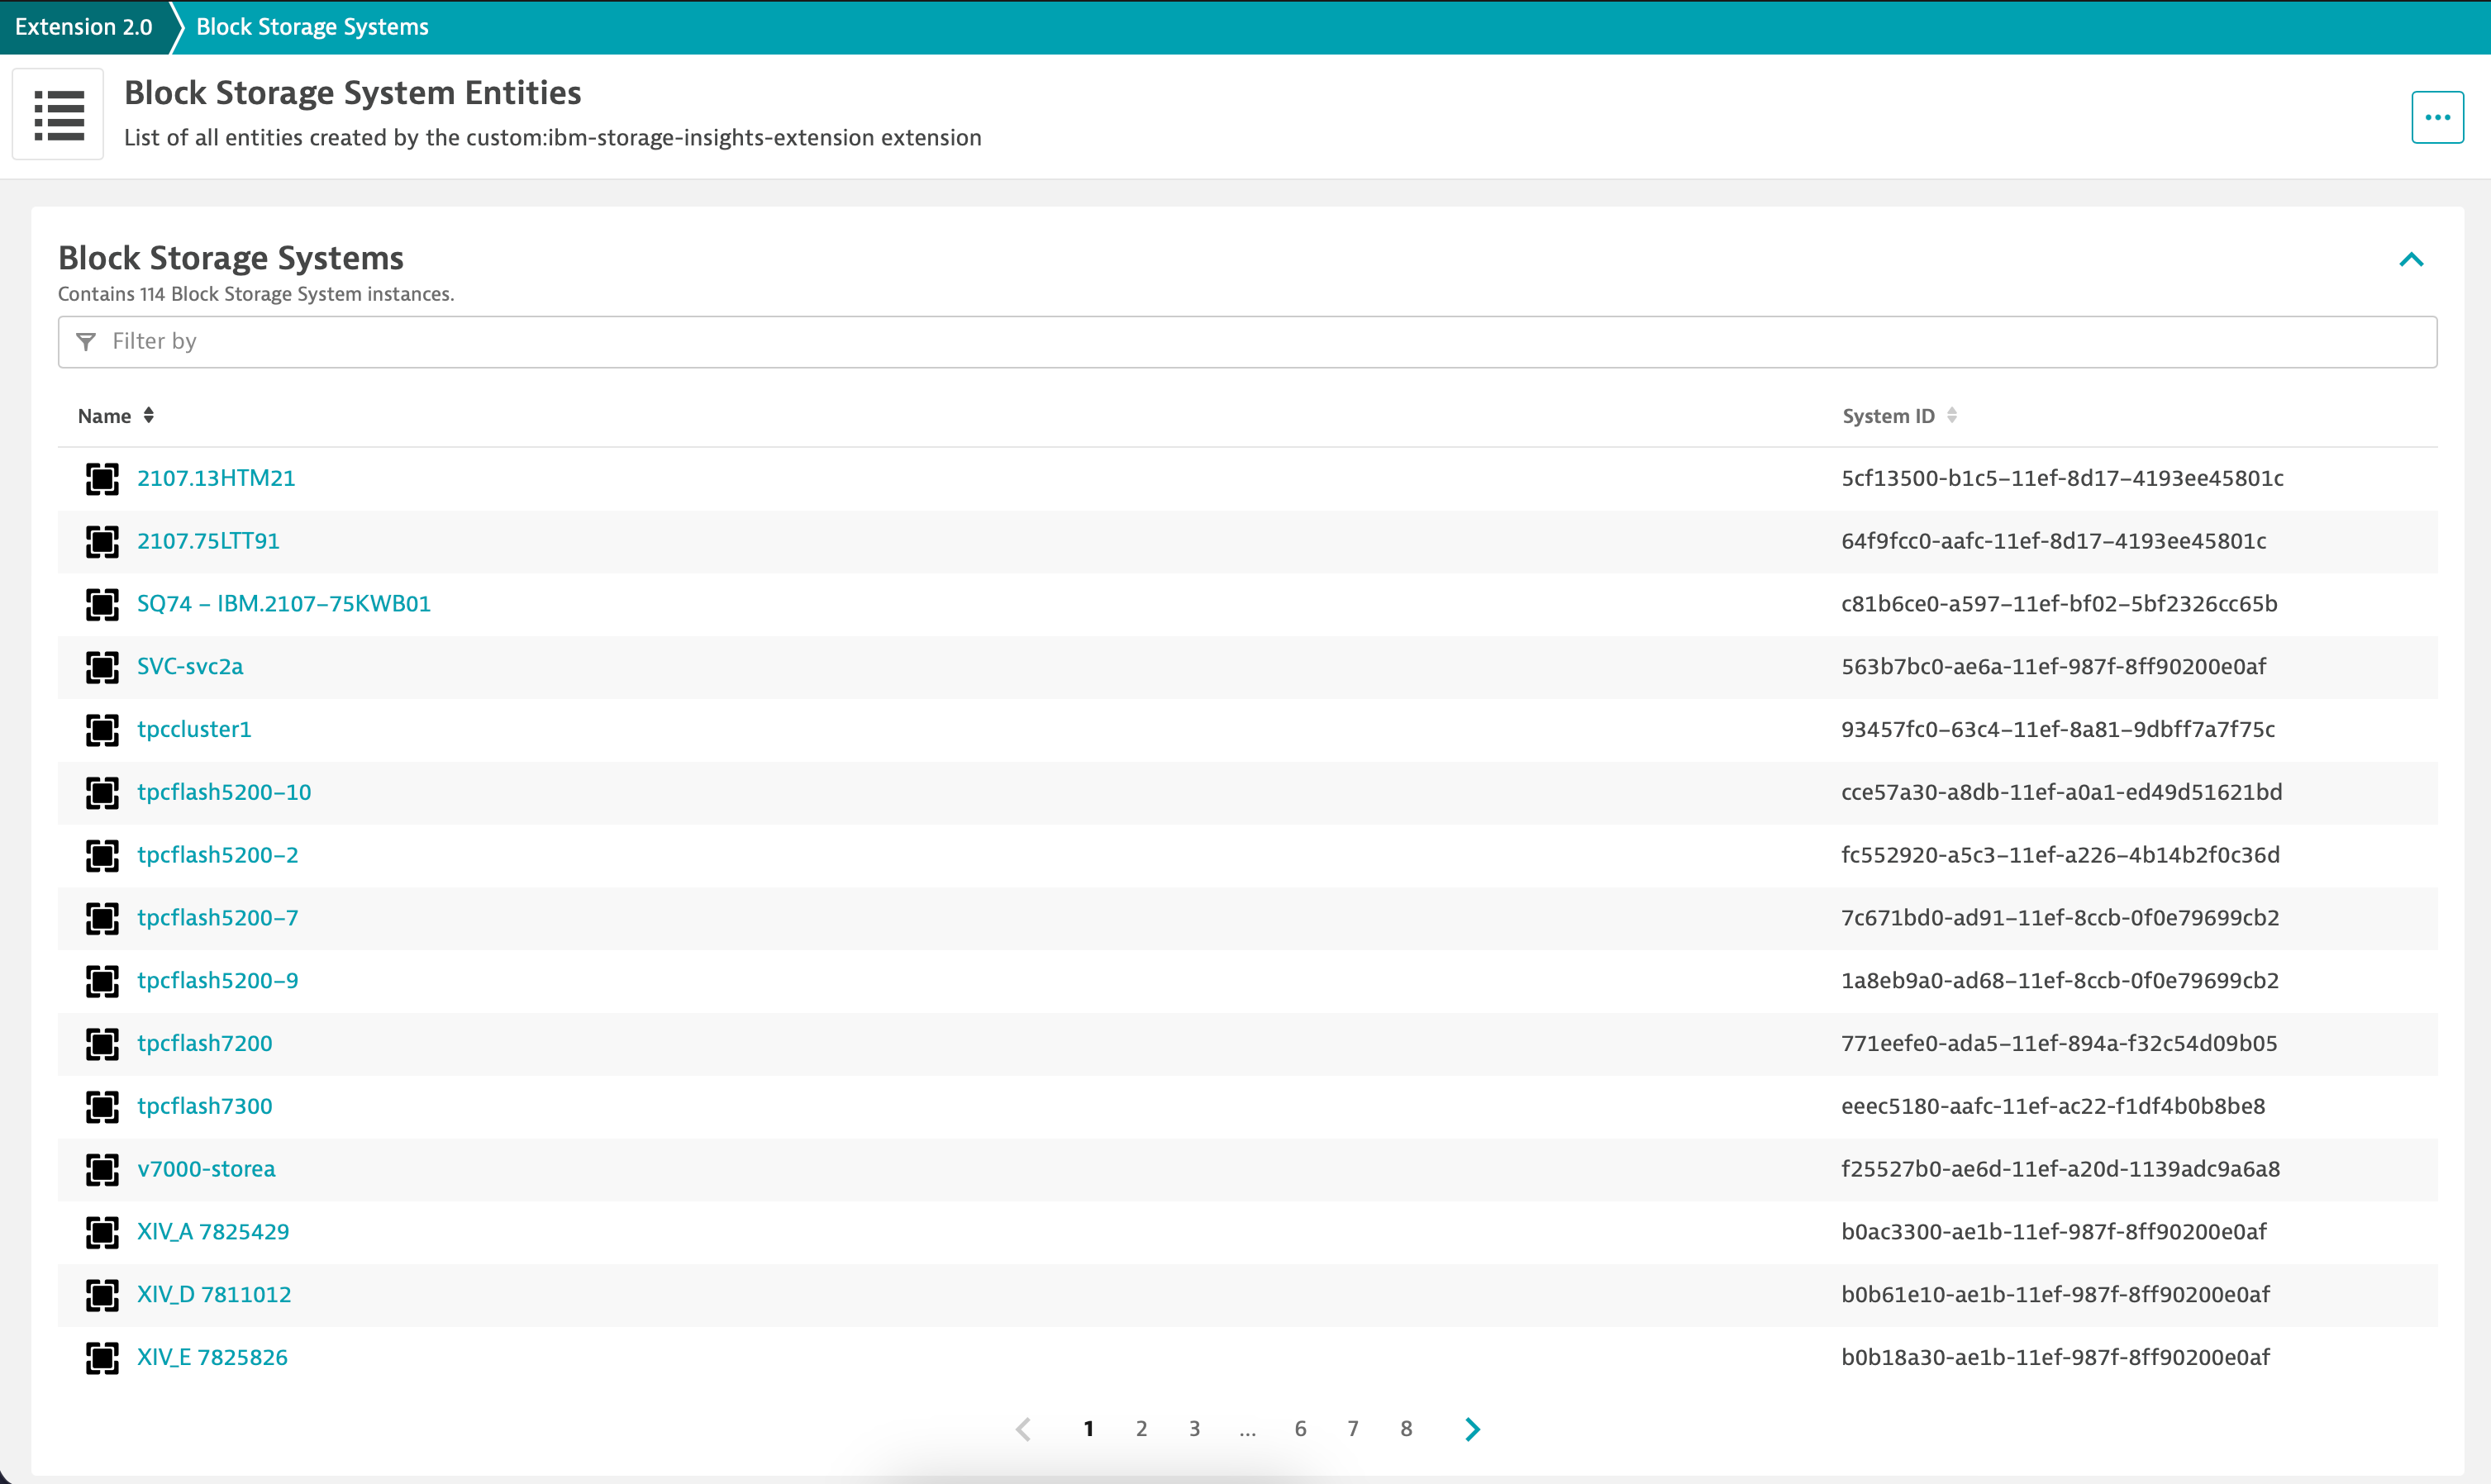 Extension 2.0 Block Storage Systems
Block Storage System Entities
List of all entities created by the custom:ibm-storage-insights-extension extension
...
Block Storage Systems
Contains 114 Block Storage System instances.
Filter by
Name System ID
2107.13HTM21 5cf13500-b1c5-11ef-8d17-4193ee45801c
2107.75LTT91 64f9fcc0-aafc-11ef-8d17-4193ee45801c
SQ74 - IBM.2107-75KWB01 c81b6ce0-a597-11ef-bf02-5bf2326cc65b
SVC-svc2a 563b7bc0-ae6a-11ef-987f-8ff90200e0af
tpccluster1 93457fc0-63c4-11ef-8a81-9dbff7a7f75c
tpcflash5200-10 cce57a30-a8db-11ef-a0a1-ed49d51621bd
tpcflash5200-2 fc552920-a5c3-11ef-a226-4b14b2f0c36d
tpcflash5200-7 7c671bd0-ad91-11ef-8ccb-0f0e79699cb2
tpcflash5200-9 1a8eb9a0-ad68-11ef-8ccb-0f0e79699cb2
tpcflash7200 771eefe0-ada5-11ef-894a-f32c54d09b05
tpcflash7300 eeec5180-aafc-11ef-ac22-f1df4b0b8be8
v7000-storea f25527b0-ae6d-11ef-a20d-1139adc9a6a8
XIV_A 7825429 b0ac3300-ae1b-11ef-987f-8ff90200e0af
XIV_D 7811012 b0b61e10-ae1b-11ef-987f-8ff90200e0af
XIV_E 7825826 b0b18a30-ae1b-11ef-987f-8ff90200e0af
1 2 3 ... 6 7 8